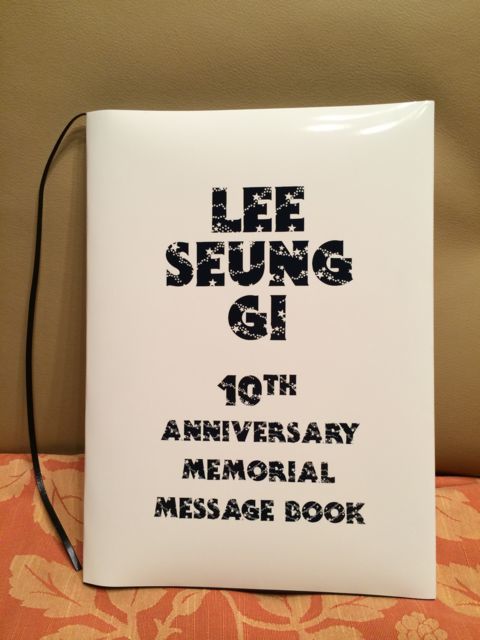 LEE
SEUNG
GI
10TH
ANNIVERSARY
MEMORIAL
MESSAGE BOOK